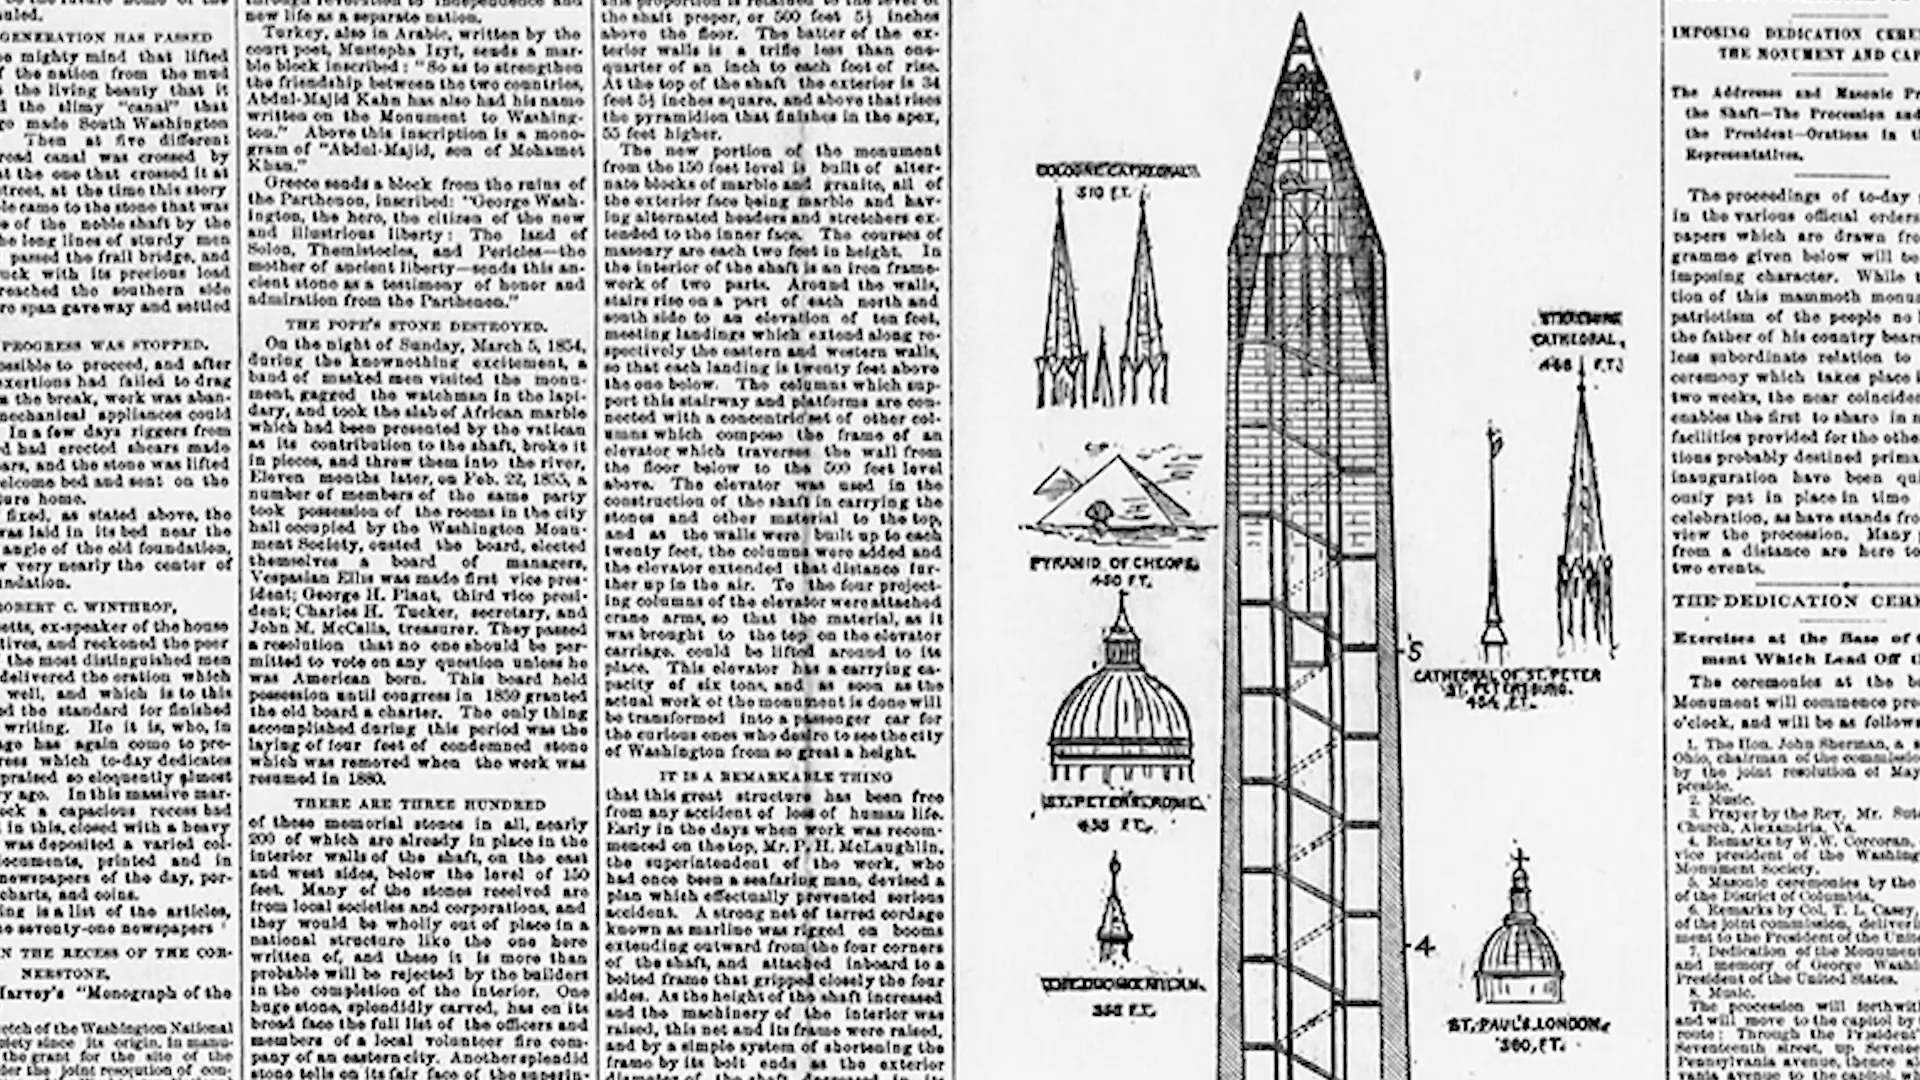 GENERATION HAS PASSED
mighty mind that lifted
the nation from the mud
the living beauty that it
the slimy "canal" that
made South Washington
Then at five different
canal was crossed by
at the one that crossed it at
street, at the time this story
came to the stone that was
of the noble shaft by the
long lines of sturdy men
passed the frail bridge, and
with its precious load
reached the southern side
span gave way and settled
PROGRESS WAS STOPPED.
possible to proceed, and after
exertions had failed to drag
the break, work was aban-
mechanical appliances could
In a few days riggers from
had erected shears made
and the stone was lifted
welcome bed and sent on the
future home.
fixed, as stated above, the
was laid in its bed near the
angle of the old foundation,
very nearly the center of
ROBERT C. WINTHROP,
ex-speaker of the house
and reckoned the peer
the most distinguished men
delivered the oration which
well, and which is to this
the standard for finished
writing. He it is, who, in
ago has again come to pre-
which to-day dedicates
praised so eloquently almost
ago. In this massive mar-
a capacious recess had
in this, closed with a heavy
was deposited a varied col-
documents, printed and in
newspapers of the day, por-
charts, and coins.
is a list of the articles,
seventy-one newspapers
IN THE RECESS OF THE COR-
NERSTONE,
Harvey's "Monograph of the
sketch of the Washington National
since its origin, in manu-
the grant for the site of the
the joint resolution of con-
new life as a separate nation.
Turkey, also in Arabic, written by the
court poet, Mustepha Izyt, sends a mar-
ble block inscribed: "So as to strengthen
the friendship between the two countries,
Abdul-Majid Kahn has also had his name
written on the Monument to Washing-
ton." Above this inscription is a mono-
gram of "Abdul-Majid, son of Mohamet
Khan."
Greece sends a block from the ruins of
the Parthenon, inscribed: "George Wash-
ington, the hero, the citizen of the new
and illustrious liberty: The land of
Solon, Themistocles, and Pericles—the
mother of ancient liberty—sends this an-
cient stone as a testimony of honor and
admiration from the Parthenon."
THE POPE'S STONE DESTROYED.
On the night of Sunday, March 5, 1854,
during the knownothing excitement, a
band of masked men visited the monu-
ment, gagged the watchman in the lapi-
dary, and took the slab of African marble
which had been presented by the vatican
as its contribution to the shaft, broke it
in pieces, and threw them into the river,
Eleven months later, on Feb. 22, 1855, a
number of members of the same party
took possession of the rooms in the city
hall occupied by the Washington Monu-
ment Society, ousted the board, elected
themselves a board of managers,
Vespasian Ellis was made first vice pres-
ident; George H. Plant, third vice presi-
dent; Charles H. Tucker, secretary, and
John M. McCalla, treasurer. They passed
a resolution that no one should be per-
mitted to vote on any question unless he
was American born. This board held
possession until congress in 1859 granted
the old board a charter. The only thing
accomplished during this period was the
laying of four feet of condemned stone
which was removed when the work was
resumed in 1880.
THERE ARE THREE HUNDRED
of these memorial stones in all, nearly
200 of which are already in place in the
interior walls of the shaft, on the east
and west sides, below the level of 150
feet. Many of the stones received are
from local societies and corporations, and
they would be wholly out of place in a
national structure like the one here
written of, and these it is more than
probable will be rejected by the builders
in the completion of the interior. One
huge stone, splendidly carved, has on its
broad face the full list of the officers and
members of a local volunteer fire com-
pany of an eastern city. Another splendid
stone tells on its fair face of the superin-
the shaft proper, or 500 feet 5½ inches
above the floor. The batter of the ex-
terior walls is a trifle less than one-
quarter of an inch to each foot of rise.
At the top of the shaft the exterior is 34
feet 5½ inches square, and above that rises
the pyramidion that finishes in the apex,
55 feet higher.
The new portion of the monument
from the 150 feet level is built of alter-
nate blocks of marble and granite, all of
the exterior face being marble and hav-
ing alternated headers and stretchers ex-
tended to the inner face. The courses of
masonry are each two feet in height. In
the interior of the shaft is an iron frame-
work of two parts. Around the walls,
stairs rise on a part of each north and
south side to an elevation of ten feet,
meeting landings which extend along re-
spectively the eastern and western walls,
so that each landing is twenty feet above
the one below. The columns which sup-
port this stairway and platforms are con-
nected with a concentric set of other col-
umns which compose the frame of an
elevator which traverses the wall from
the floor below to the 500 feet level
above. The elevator was used in the
construction of the shaft in carrying the
stones and other material to the top,
and as the walls were built up to each
twenty feet, the columns were added and
the elevator extended that distance fur-
ther up in the air. To the four project-
ing columns of the elevator were attached
crane arms, so that the material, as it
was brought to the top on the elevator
carriage, could be lifted around to its
place. This elevator has a carrying ca-
pacity of six tons, and as soon as the
actual work of the monument is done will
be transformed into a passenger car for
the curious ones who desire to see the city
of Washington from so great a height.
IT IS A REMARKABLE THING
that this great structure has been free
from any accident of loss of human life.
Early in the days when work was recom-
menced on the top, Mr. P. H. McLaughlin,
the superintendent of the work, who
had once been a seafaring man, devised a
plan which effectually prevented serious
accident. A strong net of tarred cordage
known as marline was rigged on booms
extending outward from the four corners
of the shaft, and attached inboard to a
bolted frame that gripped closely the four
sides. As the height of the shaft increased
and the machinery of the interior was
raised, this net and its frame were raised,
and by a simple system of shortening the
frame by its bolt ends as the exterior
COLOGNE CATHEDRAL
510 FT.
PYRAMID OF CHEOPS,
450 FT.
ST. PETER'S, ROME.
435 FT.
355 FT.
CATHEDRAL,
468 FT.
5
CATHEDRAL OF ST. PETER
ST. PETERSBURG.
454 FT.
4
ST. PAUL'S, LONDON,
360, FT.
IMPOSING DEDICATION
THE MONUMENT AND
The Addresses and Masonic
the Shaft—The Procession and
the President—Orations in
Representatives.
The proceedings of to-day
in the various official orders
papers which are drawn
gramme given below will be
imposing character. While
tion of this mammoth
patriotism of the people no
the father of his country
less subordinate relation to
ceremony which takes place
two weeks, the near
enables the first to share in
facilities provided for the
tions probably destined
inauguration have been
ously put in place in time
celebration, as have stands
view the procession. Many
from a distance are here to
two events.
THE DEDICATION
Exercises at the Base of
ment Which Lead Off
The ceremonies at the
Monument will commence
o'clock, and will be as follows
1. The Hon. John Sherman, a
Ohio, chairman of the commission
by the joint resolution of May
preside.
2. Music.
3. Prayer by the Rev. Mr.
Church, Alexandria, Va.
4. Remarks by W. W. Corcoran,
vice president of the
Monument Society.
5. Masonic ceremonies by the
of the District of Columbia.
6. Remarks by Col. T. L. Casey,
of the joint commission,
ment to the President of the
7. Dedication of the Monument
and memory of George
President of the United States.
8. Music.
The procession will
and will move to the capitol by
route: Through the
Seventeenth street, up
Pennsylvania avenue, thence
vania avenue to the capitol,